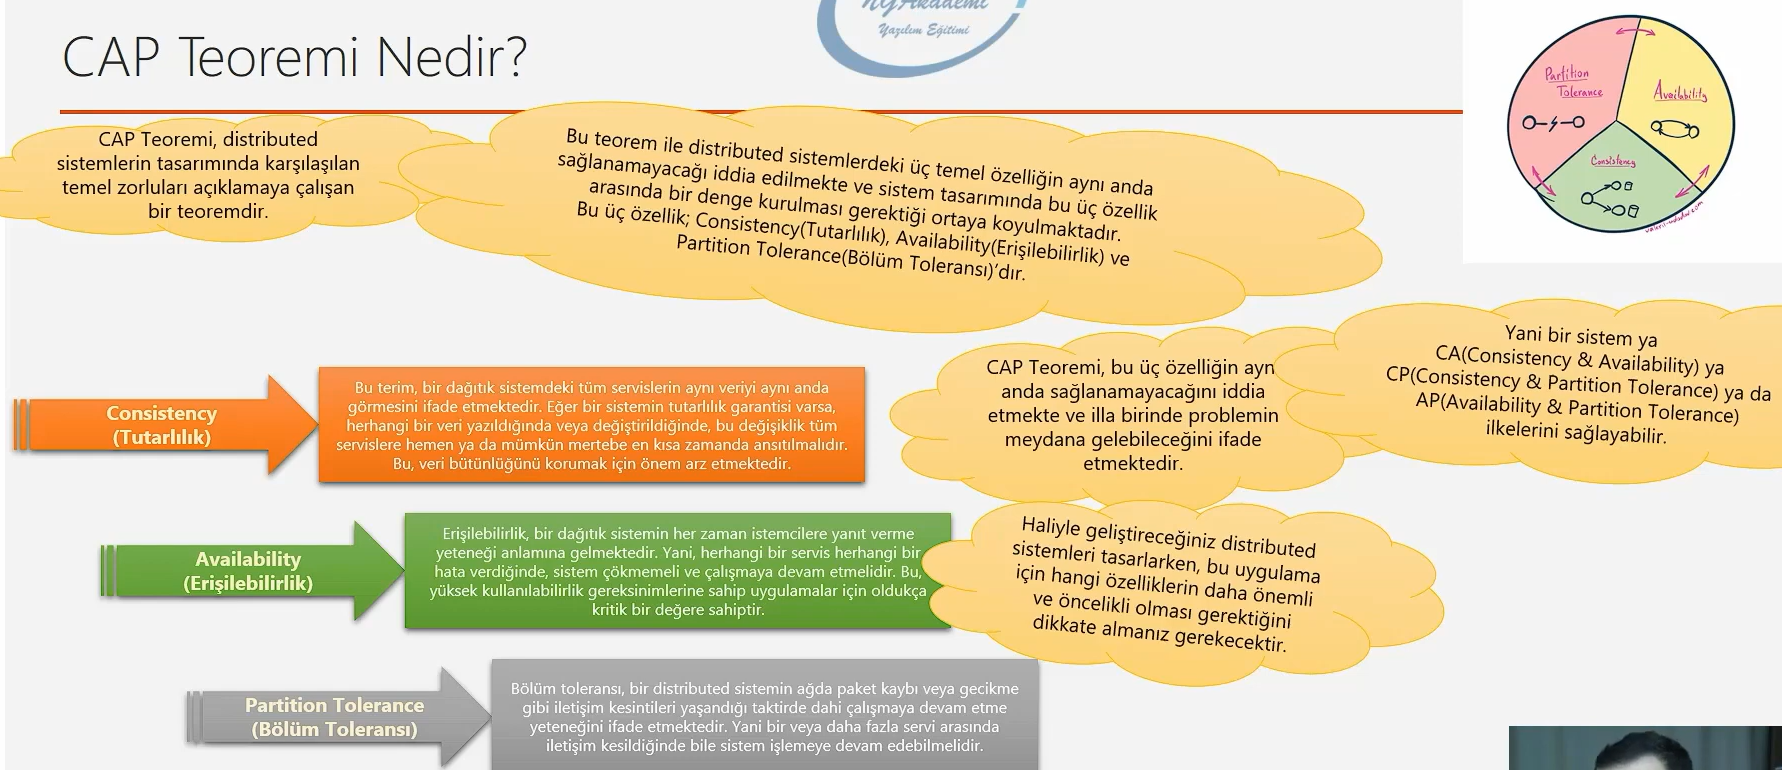 NGAkademi
Yazılım Eğitimi
CAP Teoremi Nedir?
Partition
Tolerance
Availability
Consistency
CAP Teoremi, distributed
sistemlerin tasarımında karşılaşılan
temel zorluları açıklamaya çalışan
bir teoremdir.
Bu teorem ile distributed sistemlerdeki üç temel özelliğin aynı anda
sağlanamayacağı iddia edilmekte ve sistem tasarımında bu üç özellik
arasında bir denge kurulması gerektiği ortaya koyulmaktadır.
Bu üç özellik; Consistency(Tutarlılık), Availability(Erişilebilirlik) ve
Partition Tolerance(Bölüm Toleransı)'dır.
Consistency
(Tutarlılık)
Bu terim, bir dağıtık sistemdeki tüm servislerin aynı veriyi aynı anda
görmesini ifade etmektedir. Eğer bir sistemin tutarlılık garantisi varsa,
herhangi bir veri yazıldığında veya değiştirildiğinde, bu değişiklik tüm
servislere hemen ya da mümkün mertebe en kısa zamanda ansıtılmalıdır.
Bu, veri bütünlüğünü korumak için önem arz etmektedir.
CAP Teoremi, bu üç özelliğin ayn
anda sağlanamayacağını iddia
etmekte ve illa birinde problemin
meydana gelebileceğini ifade
etmektedir.
Yani bir sistem ya
CA(Consistency & Availability) ya
CP(Consistency & Partition Tolerance) ya da
AP(Availability & Partition Tolerance)
ilkelerini sağlayabilir.
Availability
(Erişilebilirlik)
Erişilebilirlik, bir dağıtık sistemin her zaman istemcilere yanıt verme
yeteneği anlamına gelmektedir. Yani, herhangi bir servis herhangi bir
hata verdiğinde, sistem çökmemeli ve çalışmaya devam etmelidir. Bu,
yüksek kullanılabilirlik gereksinimlerine sahip uygulamalar için oldukça
kritik bir değere sahiptir.
Haliyle geliştireceğiniz distributed
sistemleri tasarlarken, bu uygulama
için hangi özelliklerin daha önemli
ve öncelikli olması gerektiğini
dikkate almanız gerekecektir.
Partition Tolerance
(Bölüm Toleransı)
Bölüm toleransı, bir distributed sistemin ağda paket kaybı veya gecikme
gibi iletişim kesintileri yaşandığı taktirde dahi çalışmaya devam etme
yeteneğini ifade etmektedir. Yani bir veya daha fazla servi arasında
iletişim kesildiğinde bile sistem işlemeye devam edebilmelidir.